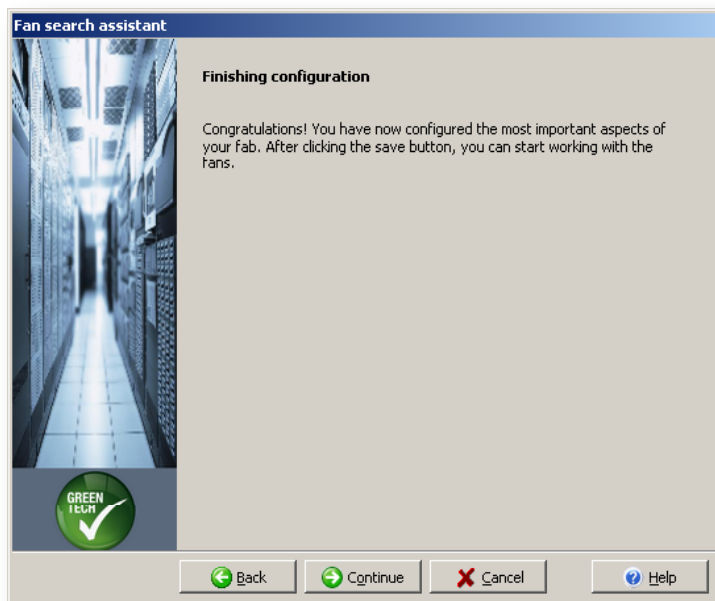 Fan search assistant
Finishing configuration
Congratulations! You have now configured the most important aspects of
your fab. After clicking the save button, you can start working with the
fans.
GREEN
TECH
Back
Continue
Cancel
Help